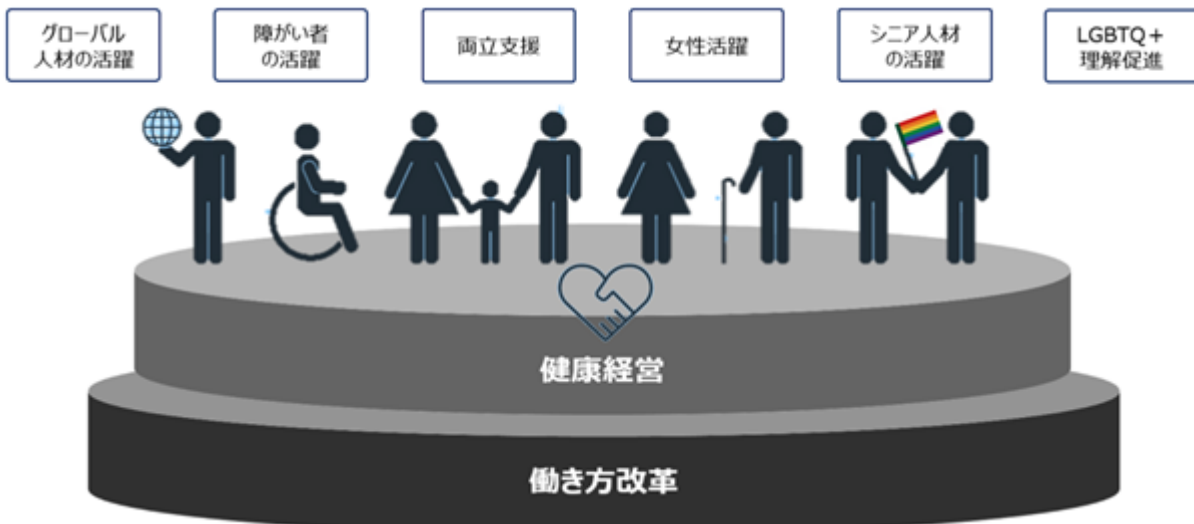 グローバル
人材の活躍
障がい者
の活躍
両立支援
女性活躍
シニア人材
の活躍
LGBTQ+
理解促進
健康経営
働き方改革